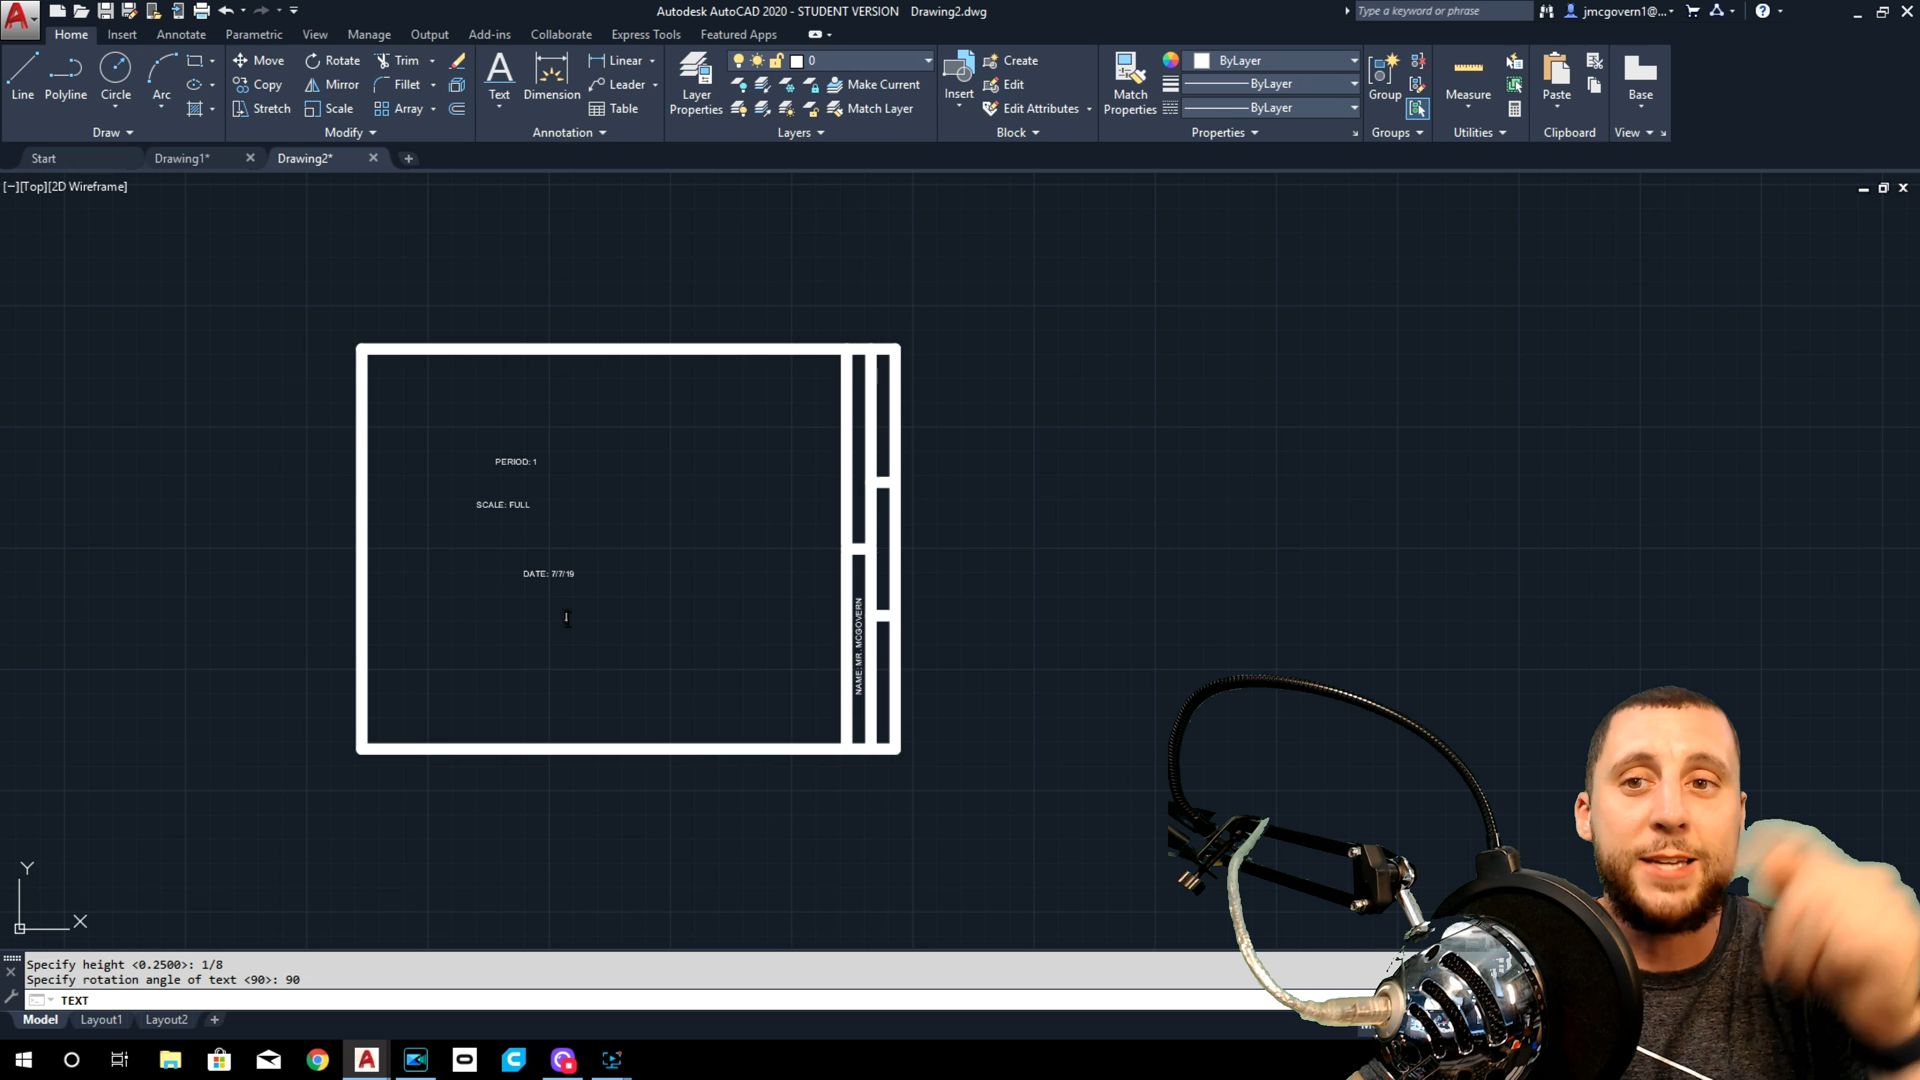 Autodesk AutoCAD 2020 - STUDENT VERSION Drawing2.dwg
Type a keyword or phrase
jmcgovern1@...
Home Insert Annotate Parametric View Manage Output Add-ins Collaborate Express Tools Featured Apps
Line Polyline Circle Arc
Move Rotate Trim
Copy Mirror Fillet
Stretch Scale Array
Text Dimension
Linear
Leader
Table
Layer Properties
0
Make Current
Match Layer
Insert
Create
Edit
Edit Attributes
Match Properties
ByLayer
ByLayer
ByLayer
Group Measure Paste Base
Draw Modify Annotation Layers Block Properties Groups Utilities Clipboard View
Start Drawing1* Drawing2*
[−][Top][2D Wireframe]
PERIOD: 1
SCALE: FULL
DATE: 7/7/19
NAME: MR. MCGOVERN
Y
X
Specify height <0.2500>: 1/8
Specify rotation angle of text <90>: 90
TEXT
Model Layout1 Layout2 +